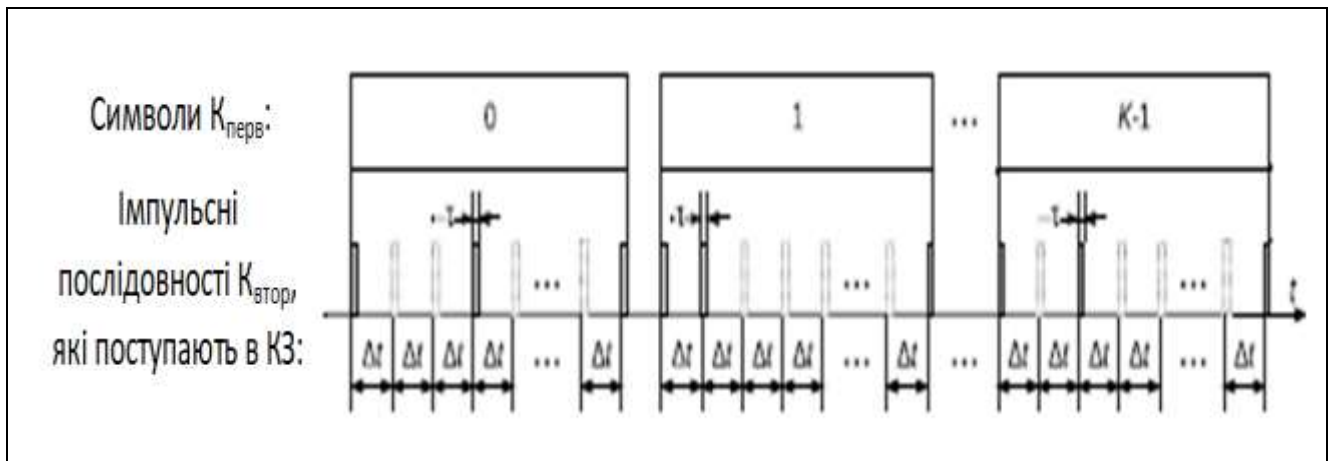 Символи Кперв:
0
1
...
K-1
Імпульсні
послідовності Квтори
які поступають в КЗ:
τ
τ
τ
...
...
...
t
Δt Δt Δt Δt ... Δt
Δt Δt Δt Δt ... Δt
...
Δt Δt Δt Δt ... Δt